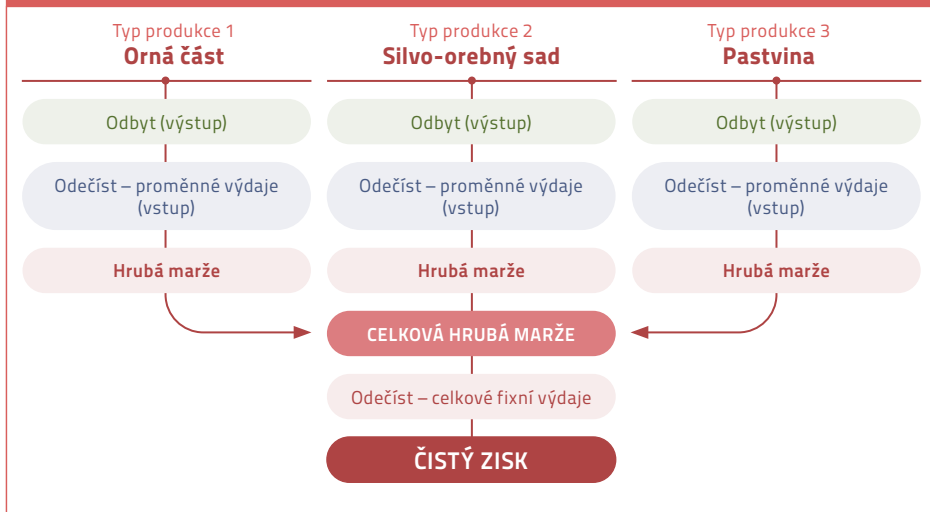 Typ produkce 1
Orná část
Typ produkce 2
Silvo-orebný sad
Typ produkce 3
Pastvina
Odbyt (výstup)
Odbyt (výstup)
Odbyt (výstup)
Odečíst – proměnné výdaje
(vstup)
Odečíst – proměnné výdaje
(vstup)
Odečíst – proměnné výdaje
(vstup)
Hrubá marže
Hrubá marže
Hrubá marže
CELKOVÁ HRUBÁ MARŽE
Odečíst – celkové fixní výdaje
ČISTÝ ZISK